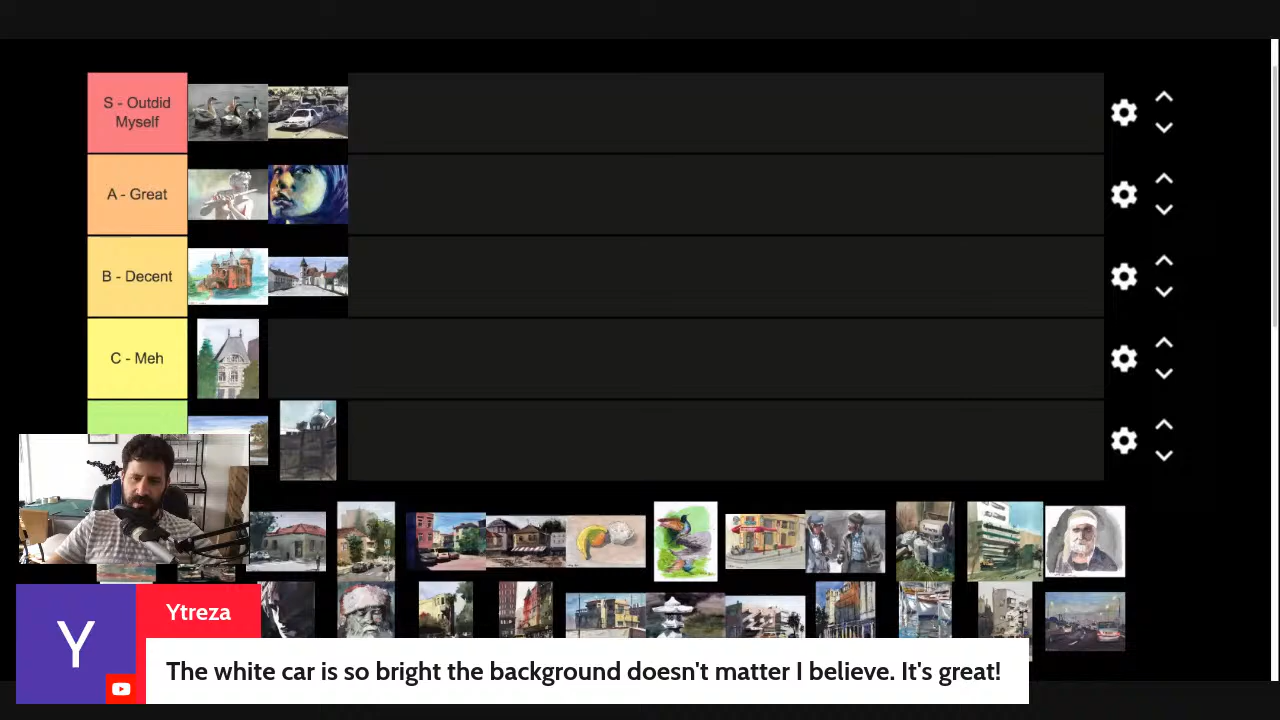 S - Outdid
Myself
A - Great
B - Decent
C - Meh
Y
Ytreza
The white car is so bright the background doesn't matter I believe. It's great!